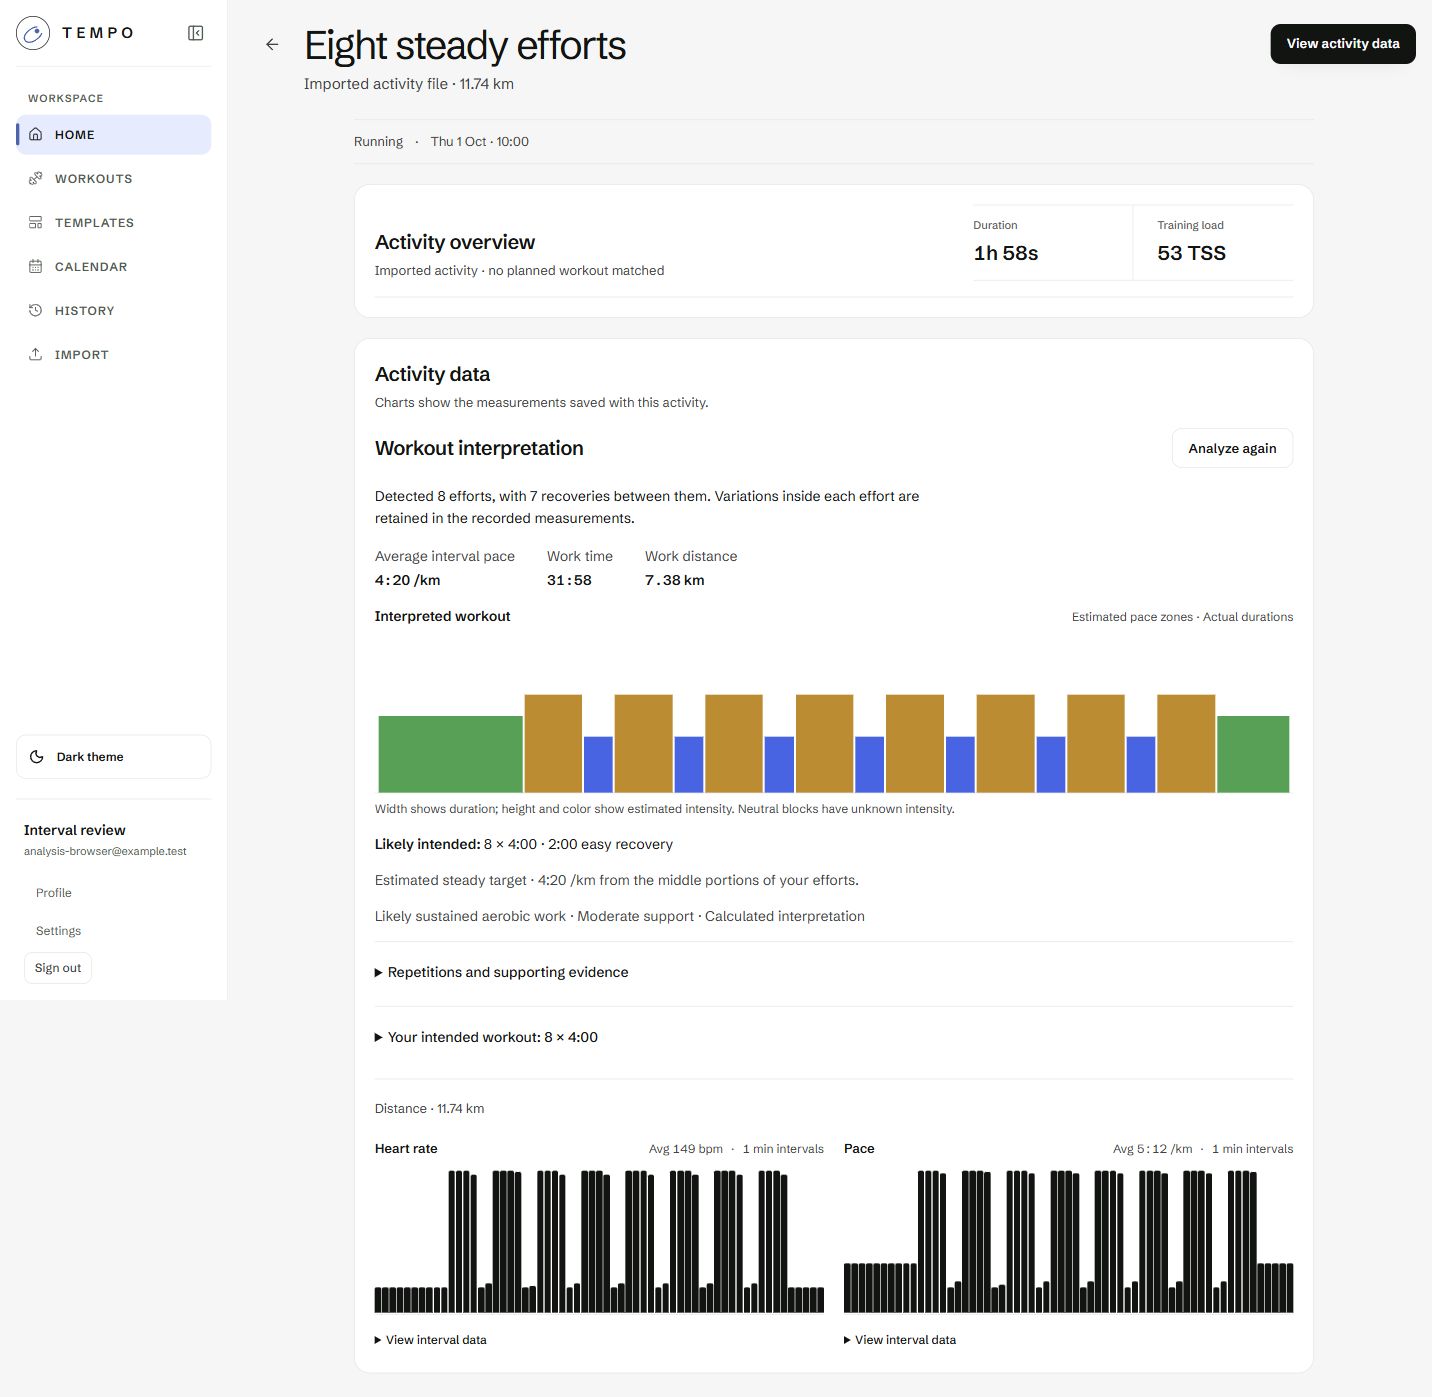 TEMPO
WORKSPACE
HOME
WORKOUTS
TEMPLATES
CALENDAR
HISTORY
IMPORT
Dark theme
Interval review
analysis-browser@example.test
Profile
Settings
Sign out
Eight steady efforts
Imported activity file · 11.74 km
View activity data
Running · Thu 1 Oct · 10:00
Activity overview
Imported activity · no planned workout matched
Duration
1h 58s
Training load
53 TSS
Activity data
Charts show the measurements saved with this activity.
Workout interpretation
Analyze again
Detected 8 efforts, with 7 recoveries between them. Variations inside each effort are
retained in the recorded measurements.
Average interval pace
4:20 /km
Work time
31:58
Work distance
7.38 km
Interpreted workout
Estimated pace zones · Actual durations
Width shows duration; height and color show estimated intensity. Neutral blocks have unknown intensity.
Likely intended: 8 × 4:00 · 2:00 easy recovery
Estimated steady target · 4:20 /km from the middle portions of your efforts.
Likely sustained aerobic work · Moderate support · Calculated interpretation
Repetitions and supporting evidence
Your intended workout: 8 × 4:00
Distance · 11.74 km
Heart rate
Avg 149 bpm · 1 min intervals
View interval data
Pace
Avg 5:12 /km · 1 min intervals
View interval data